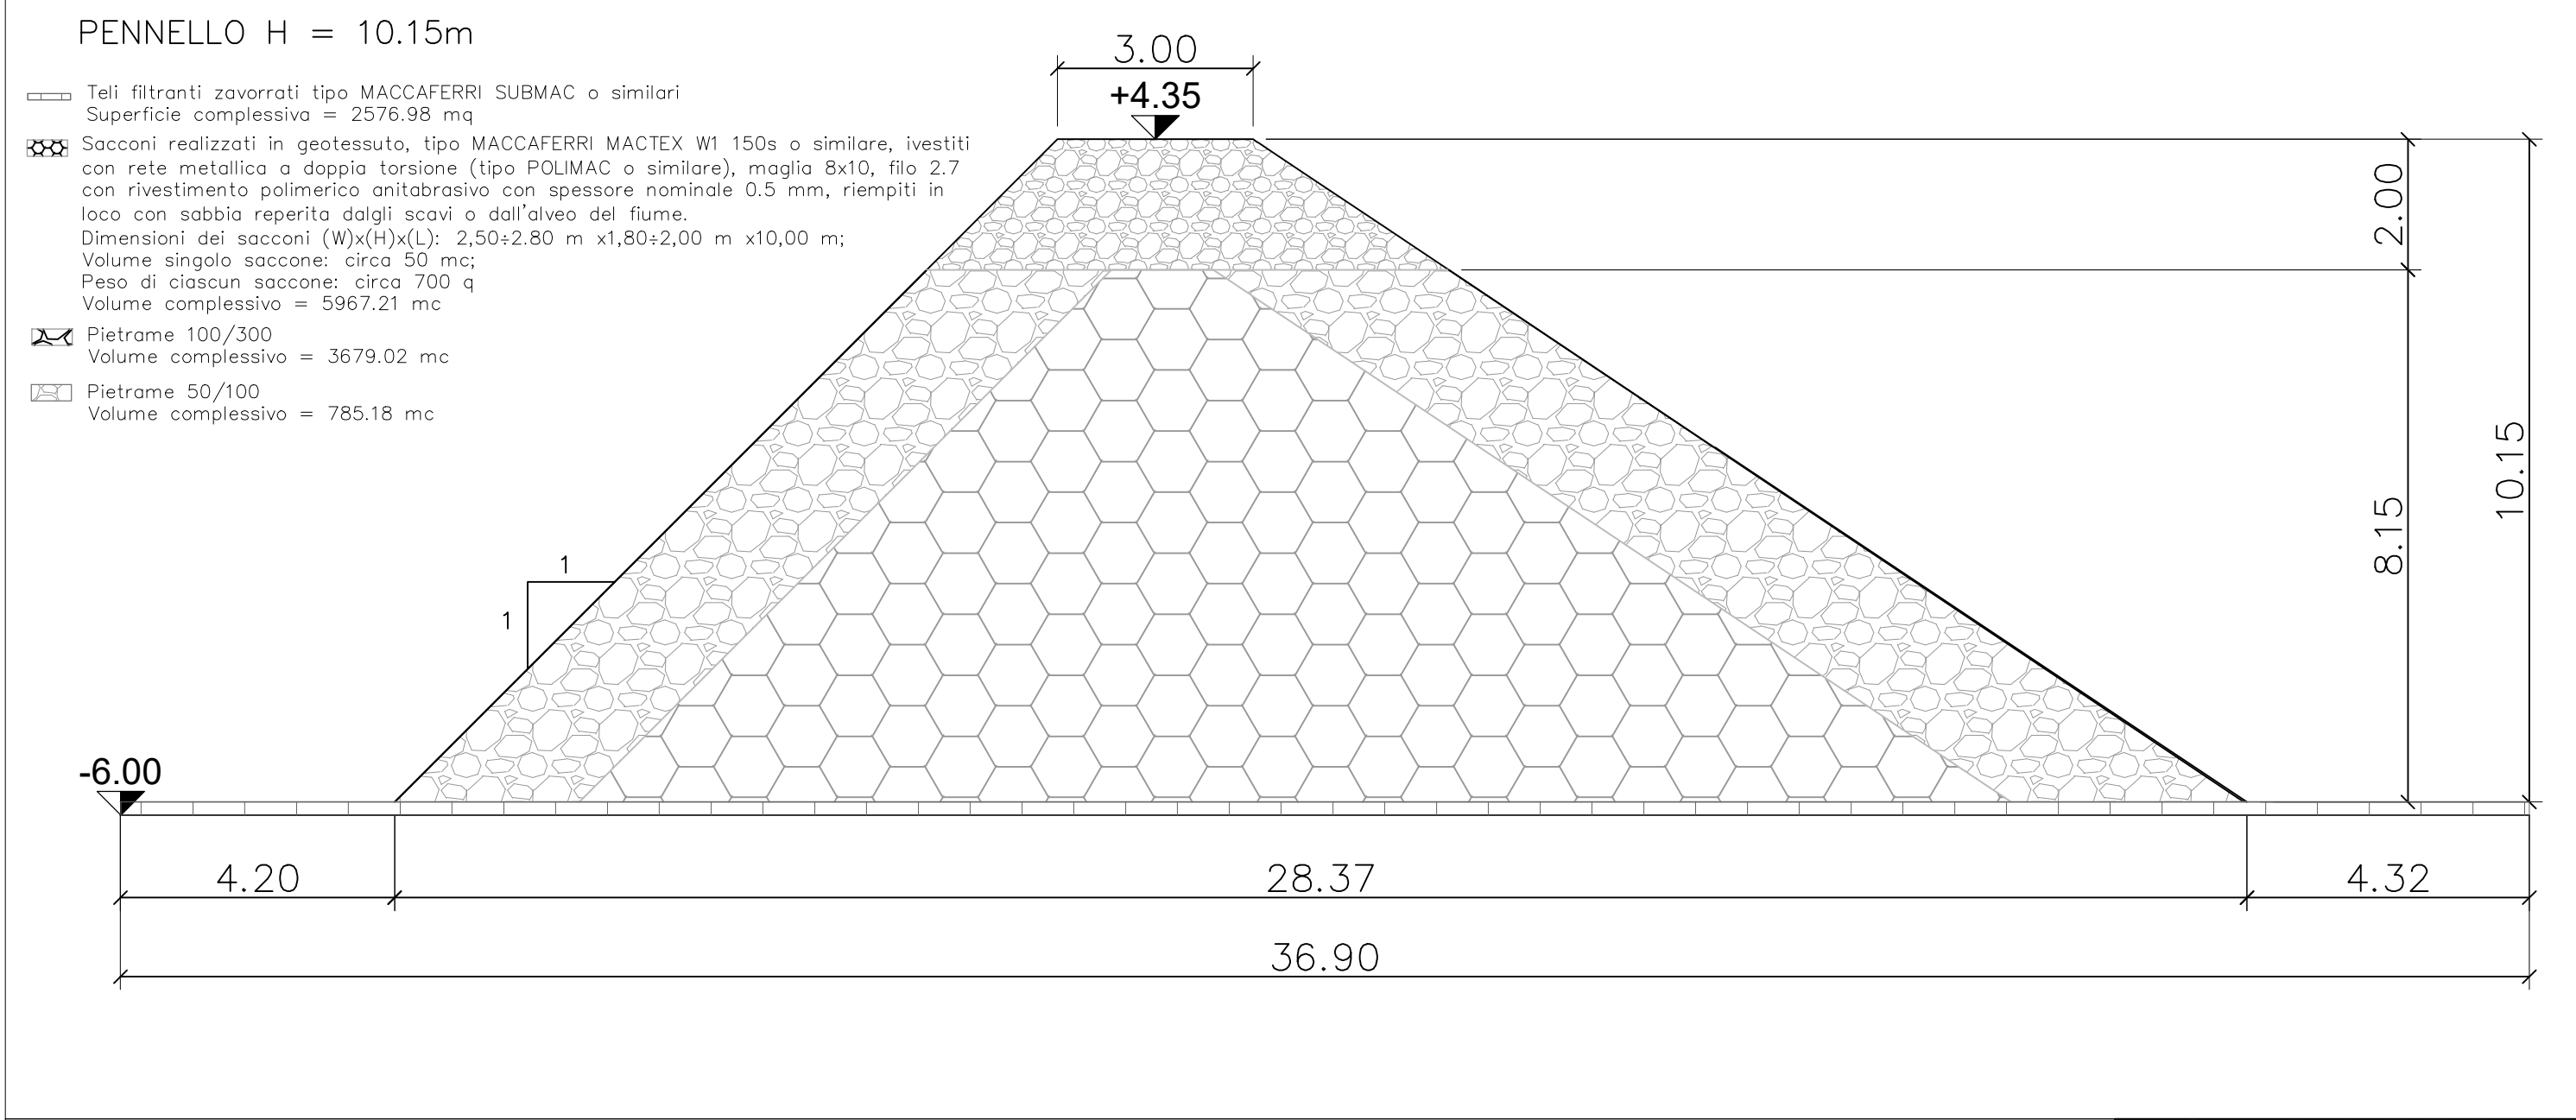 PENNELLO H = 10.15m
Teli filtranti zavorrati tipo MACCAFERRI SUBMAC o similari
Superficie complessiva = 2576.98 mq
Sacconi realizzati in geotessuto, tipo MACCAFERRI MACTEX W1 150s o similare, ivestiti
con rete metallica a doppia torsione (tipo POLIMAC o similare), maglia 8x10, filo 2.7
con rivestimento polimerico anitabrasivo con spessore nominale 0.5 mm, riempiti in
loco con sabbia reperita dalgli scavi o dall'alveo del fiume.
Dimensioni dei sacconi (W)x(H)x(L): 2,50÷2.80 m x1,80÷2,00 m x10,00 m;
Volume singolo saccone: circa 50 mc;
Peso di ciascun saccone: circa 700 q
Volume complessivo = 5967.21 mc
Pietrame 100/300
Volume complessivo = 3679.02 mc
Pietrame 50/100
Volume complessivo = 785.18 mc
3.00
+4.35
2.00
8.15
10.15
1
1
-6.00
4.20
28.37
4.32
36.90